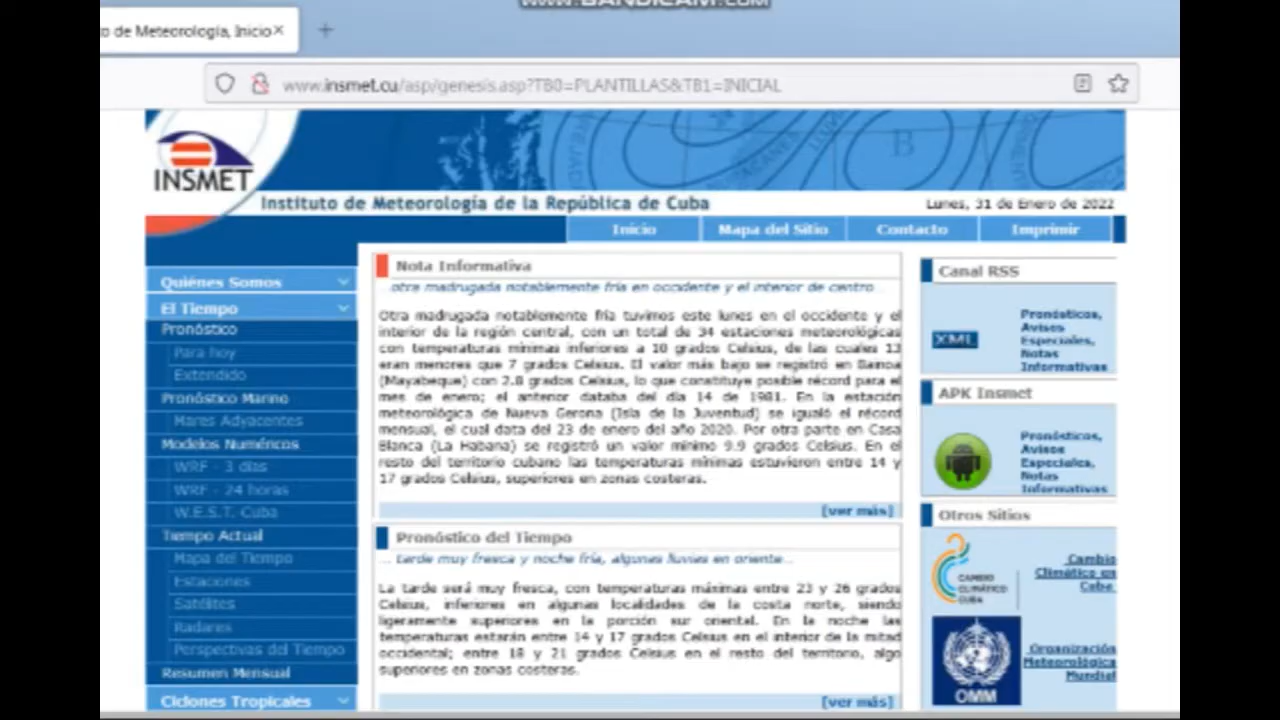 www.BANDICAM.com
o de Meteorología, Inicio
www.insmet.cu/asp/genesis.asp?TB0=PLANTILLAS&TB1=INICIAL
INSMET
Instituto de Meteorología de la República de Cuba
Lunes, 31 de Enero de 2022
Inicio
Mapa del Sitio
Contacto
Imprimir
Quiénes Somos
El Tiempo
Pronóstico
Para hoy
Extendido
Pronóstico Marino
Mares Adyacentes
Modelos Numéricos
WRF - 3 días
WRF - 24 horas
W.E.S.T. Cuba
Tiempo Actual
Mapa del Tiempo
Estaciones
Satélites
Radares
Perspectivas del Tiempo
Resumen Mensual
Ciclones Tropicales
Nota Informativa
...otra madrugada notablemente fría en occidente y el interior de centro...
Otra madrugada notablemente fría tuvimos este lunes en el occidente y el
interior de la región central, con un total de 34 estaciones meteorológicas
con temperaturas mínimas inferiores a 10 grados Celsius, de las cuales 13
eran menores que 7 grados Celsius. El valor más bajo se registró en Bainoa
(Mayabeque) con 2.8 grados Celsius, lo que constituye posible récord para el
mes de enero; el anterior databa del día 14 de 1981. En la estación
meteorológica de Nueva Gerona (Isla de la Juventud) se igualó el récord
mensual, el cual data del 23 de enero del año 2020. Por otra parte en Casa
Blanca (La Habana) se registró un valor mínimo 9.9 grados Celsius. En el
resto del territorio cubano las temperaturas mínimas estuvieron entre 14 y
17 grados Celsius, superiores en zonas costeras.
[ver más]
Pronóstico del Tiempo
... tarde muy fresca y noche fría, algunas lluvias en oriente...
La tarde será muy fresca, con temperaturas máximas entre 23 y 26 grados
Celsius, inferiores en algunas localidades de la costa norte, siendo
ligeramente superiores en la porción sur oriental. En la noche las
temperaturas estarán entre 14 y 17 grados Celsius en el interior de la mitad
occidental; entre 18 y 21 grados Celsius en el resto del territorio, algo
superiores en zonas costeras.
[ver más]
Canal RSS
XML
Pronósticos,
Avisos
Especiales,
Notas
Informativas
APK Insmet
Pronósticos,
Avisos
Especiales,
Notas
Informativas
Otros Sitios
CAMBIO
CLIMÁTICO
CUBA
Cambio
Climático en
Cuba
OMM
Organización
Meteorológica
Mundial